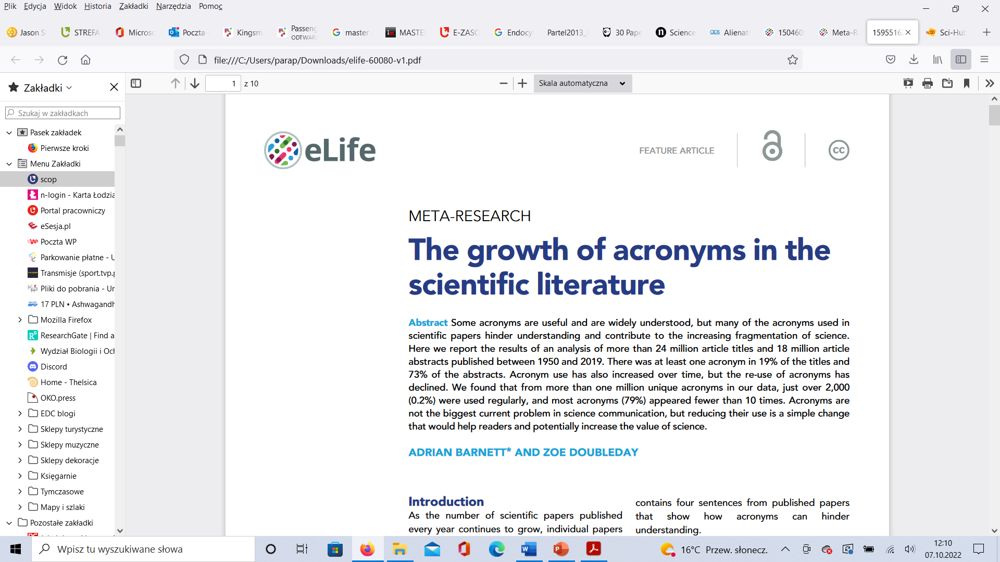 Plik Edycja Widok Historia Zakładki Narzędzia Pomoc
Jason S STREFA Microso Poczta - Kingsm Passeng master MASTE E-ZASO Endocy Partel2013_ 30 Pape Science Alienati 150460 Meta-R 1595516 Sci-Hub
ODTWAR
file:///C:/Users/parap/Downloads/elife-60080-v1.pdf
Zakładki
1 z 10
Skala automatyczna
Szukaj w zakładkach
Pasek zakładek
Pierwsze kroki
Menu Zakładki
scop
n-login - Karta Łodzia
Portal pracowniczy
eSesja.pl
Poczta WP
Parkowanie płatne - U
Transmisje (sport.tvp.p
Pliki do pobrania - Ur
17 PLN • Ashwagandh
Mozilla Firefox
ResearchGate | Find a
Wydział Biologii i Och
Discord
Home - Thelsica
OKO.press
EDC blogi
Sklepy turystyczne
Sklepy muzyczne
Sklepy dekoracje
Księgarnie
Tymczasowe
Mapy i szlaki
Pozostałe zakładki
eLife
FEATURE ARTICLE
cc
META-RESEARCH
The growth of acronyms in the
scientific literature
Abstract Some acronyms are useful and are widely understood, but many of the acronyms used in
scientific papers hinder understanding and contribute to the increasing fragmentation of science.
Here we report the results of an analysis of more than 24 million article titles and 18 million article
abstracts published between 1950 and 2019. There was at least one acronym in 19% of the titles and
73% of the abstracts. Acronym use has also increased over time, but the re-use of acronyms has
declined. We found that from more than one million unique acronyms in our data, just over 2,000
(0.2%) were used regularly, and most acronyms (79%) appeared fewer than 10 times. Acronyms are
not the biggest current problem in science communication, but reducing their use is a simple change
that would help readers and potentially increase the value of science.
ADRIAN BARNETT* AND ZOE DOUBLEDAY
Introduction
As the number of scientific papers published
every year continues to grow, individual papers
contains four sentences from published papers
that show how acronyms can hinder
understanding.
Wpisz tu wyszukiwane słowa
16°C Przew. słonecz.
12:10
07.10.2022